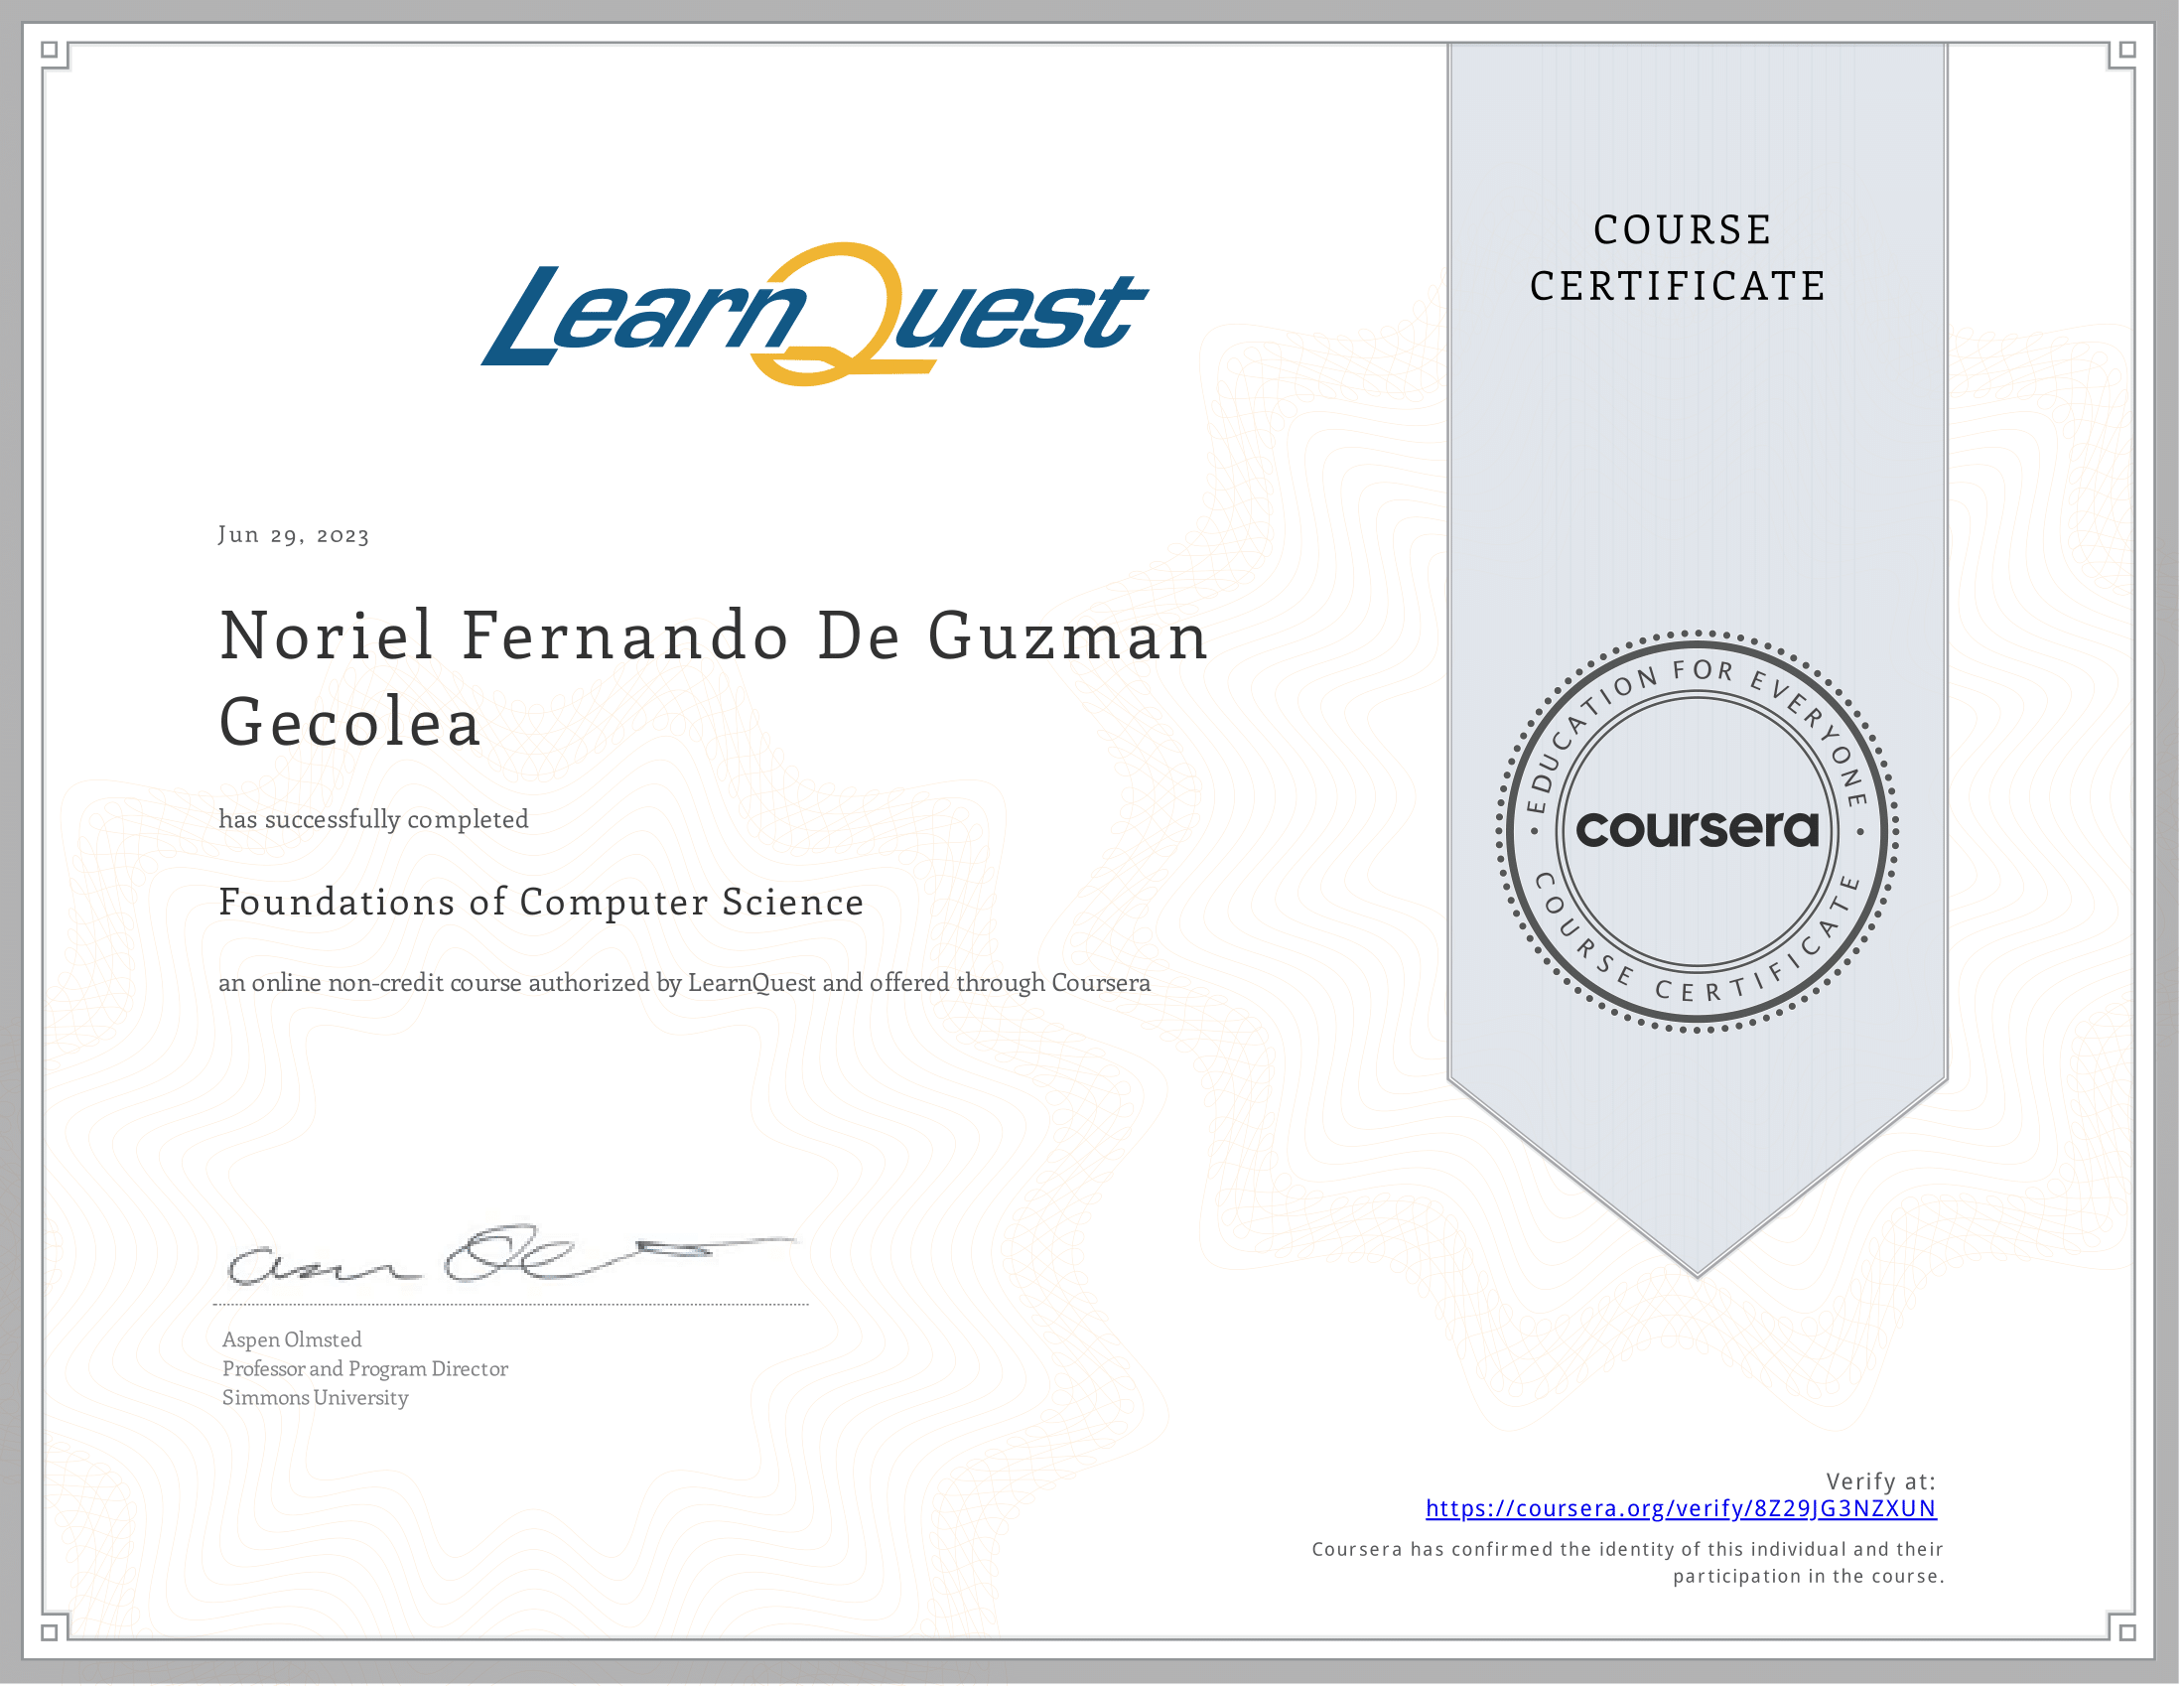 LearnQuest
COURSE
CERTIFICATE
Jun 29, 2023
Noriel Fernando De Guzman
Gecolea
has successfully completed
Foundations of Computer Science
an online non-credit course authorized by LearnQuest and offered through Coursera
EDUCATION FOR EVERYONE
coursera
COURSE CERTIFICATE
Aspen Olmsted
Professor and Program Director
Simmons University
Verify at:
https://coursera.org/verify/8Z29JG3NZXUN
Coursera has confirmed the identity of this individual and their
participation in the course.